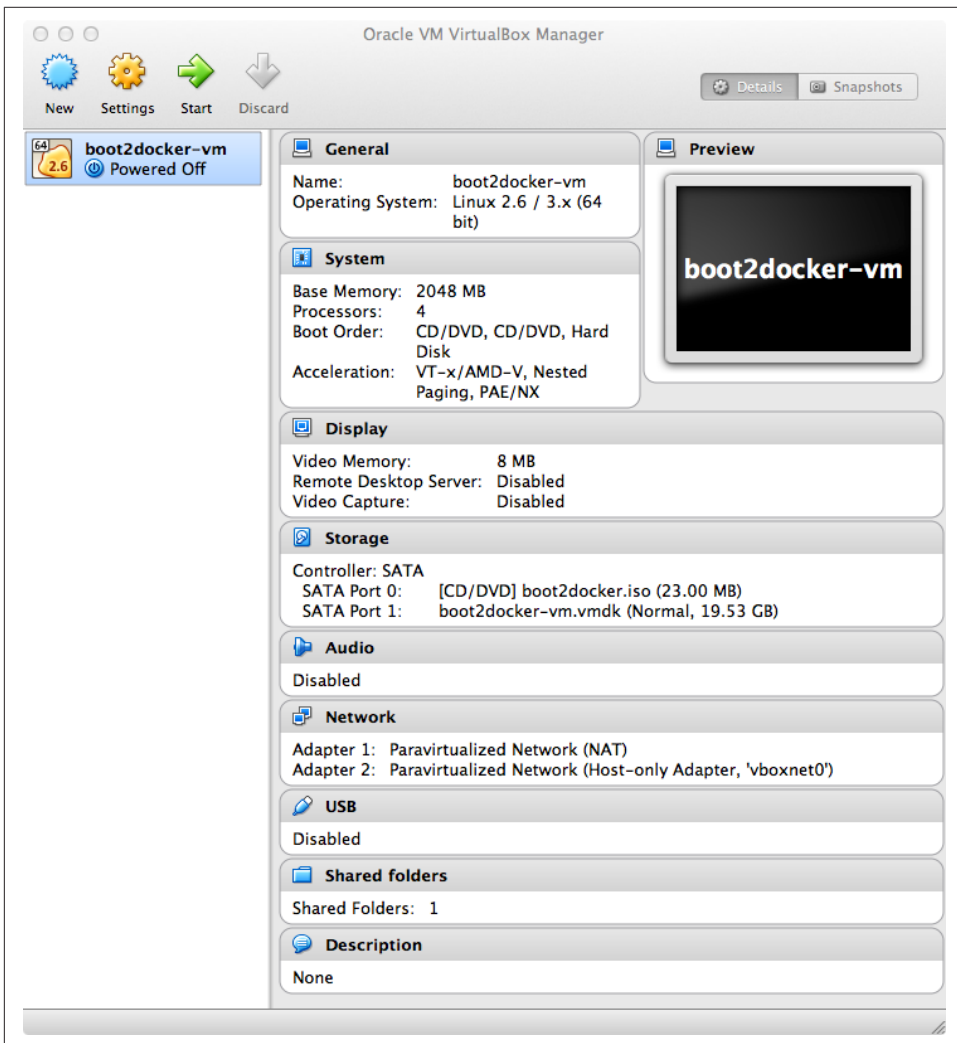 Oracle VM VirtualBox Manager
New
Settings
Start
Discard
Details
Snapshots
64
2.6
boot2docker-vm
Powered Off
General
Name: boot2docker-vm
Operating System: Linux 2.6 / 3.x (64
bit)
System
Base Memory: 2048 MB
Processors: 4
Boot Order: CD/DVD, CD/DVD, Hard
Disk
Acceleration: VT-x/AMD-V, Nested
Paging, PAE/NX
Preview
boot2docker-vm
Display
Video Memory: 8 MB
Remote Desktop Server: Disabled
Video Capture: Disabled
Storage
Controller: SATA
SATA Port 0: [CD/DVD] boot2docker.iso (23.00 MB)
SATA Port 1: boot2docker-vm.vmdk (Normal, 19.53 GB)
Audio
Disabled
Network
Adapter 1: Paravirtualized Network (NAT)
Adapter 2: Paravirtualized Network (Host-only Adapter, 'vboxnet0')
USB
Disabled
Shared folders
Shared Folders: 1
Description
None